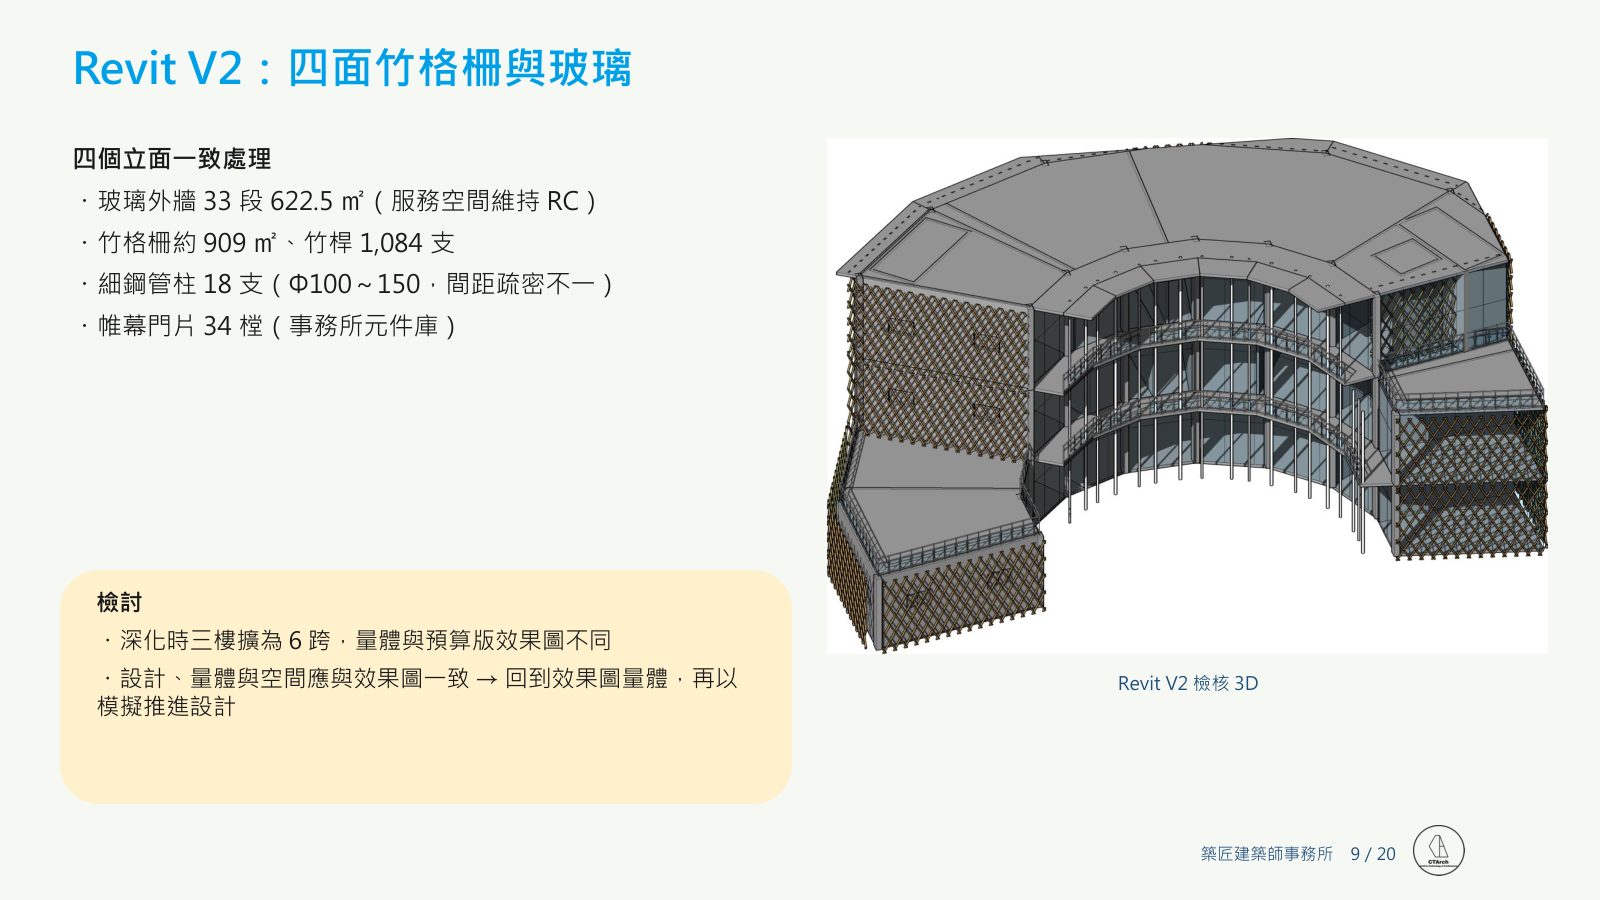 Revit V2：四面竹格柵與玻璃
四個立面一致處理
．玻璃外牆 33 段 622.5 ㎡（服務空間維持 RC）
．竹格柵約 909 ㎡、竹桿 1,084 支
．細鋼管柱 18 支（Φ100～150，間距疏密不一）
．帷幕門片 34 樘（事務所元件庫）
檢討
．深化時三樓擴為 6 跨，量體與預算版效果圖不同
．設計、量體與空間應與效果圖一致 → 回到效果圖量體，再以
模擬推進設計
Revit V2 檢核 3D
築匠建築師事務所 9 / 20
CTArch